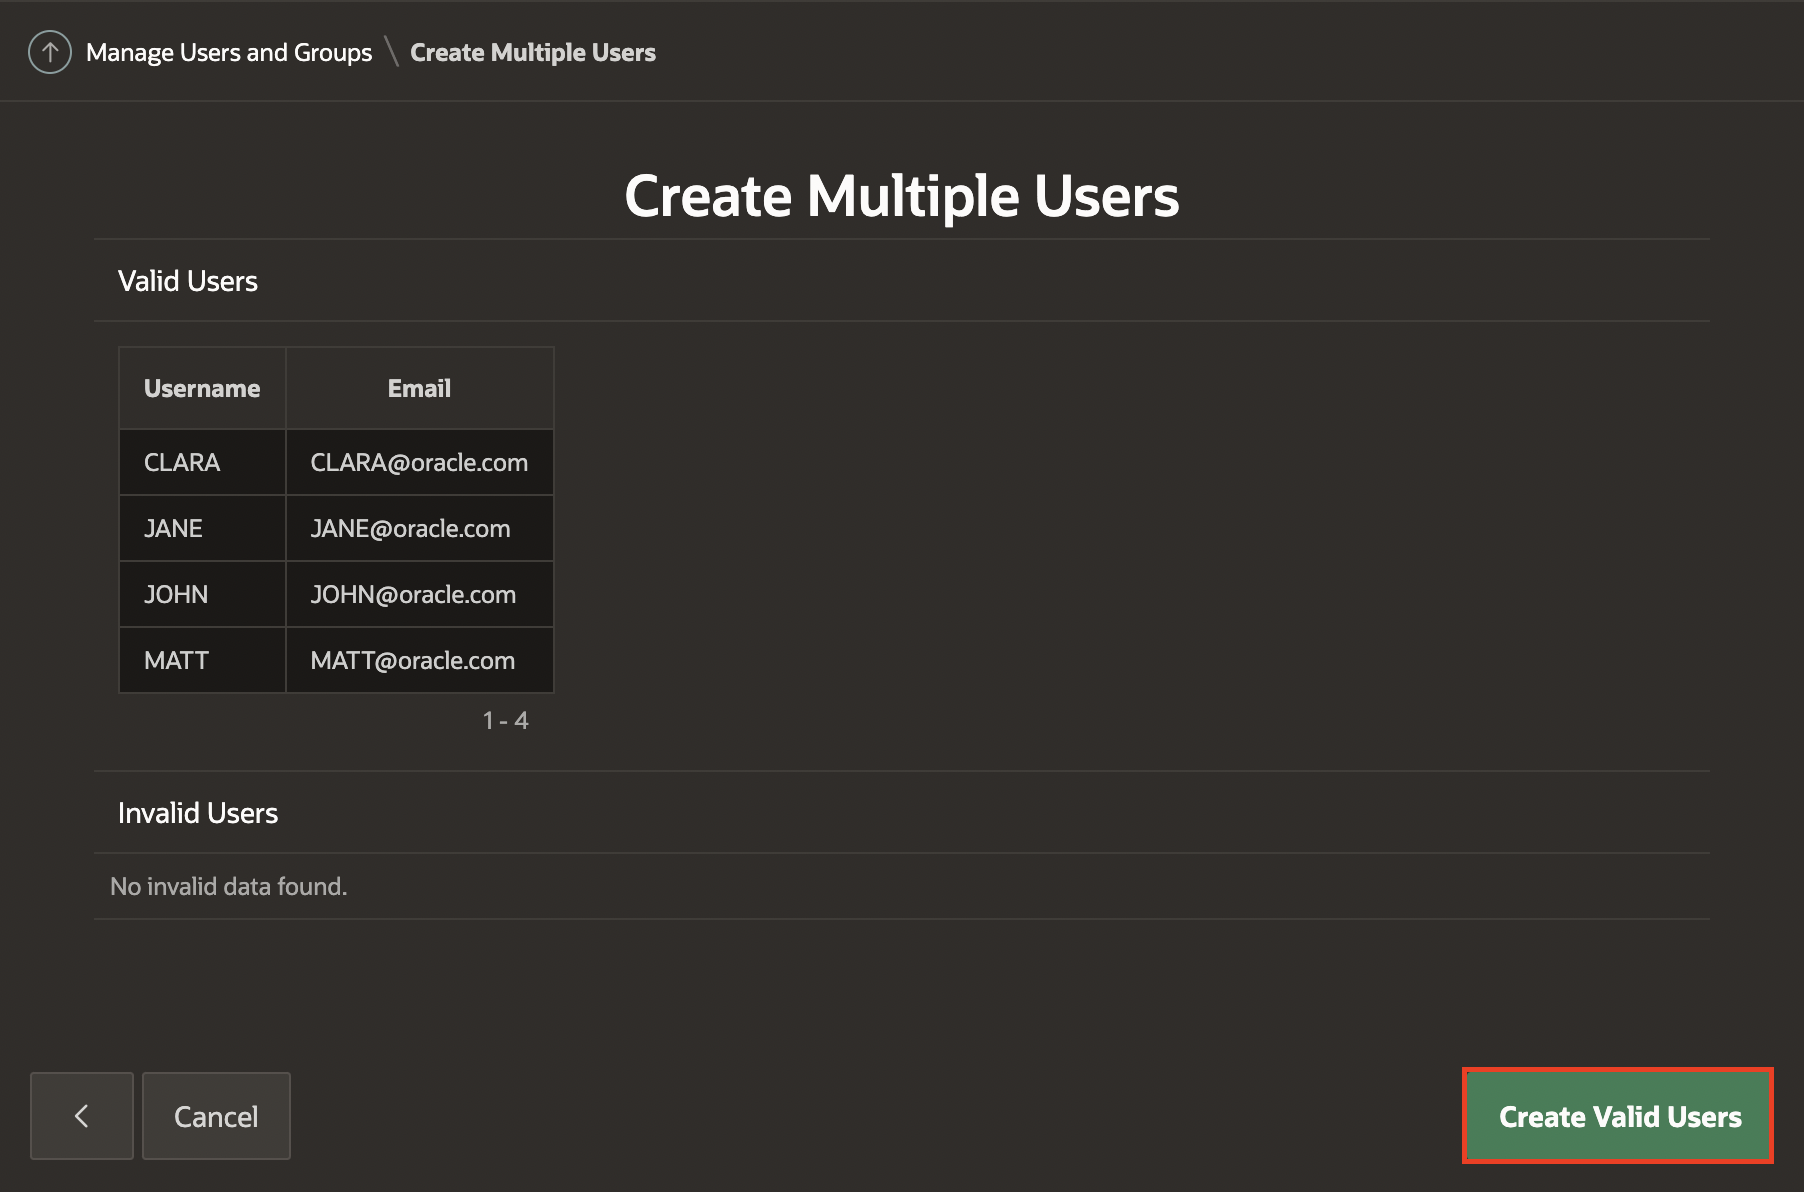 Manage Users and Groups \ Create Multiple Users
Create Multiple Users
Valid Users
Username Email
CLARA CLARA@oracle.com
JANE JANE@oracle.com
JOHN JOHN@oracle.com
MATT MATT@oracle.com
1 - 4
Invalid Users
No invalid data found.
Cancel Create Valid Users